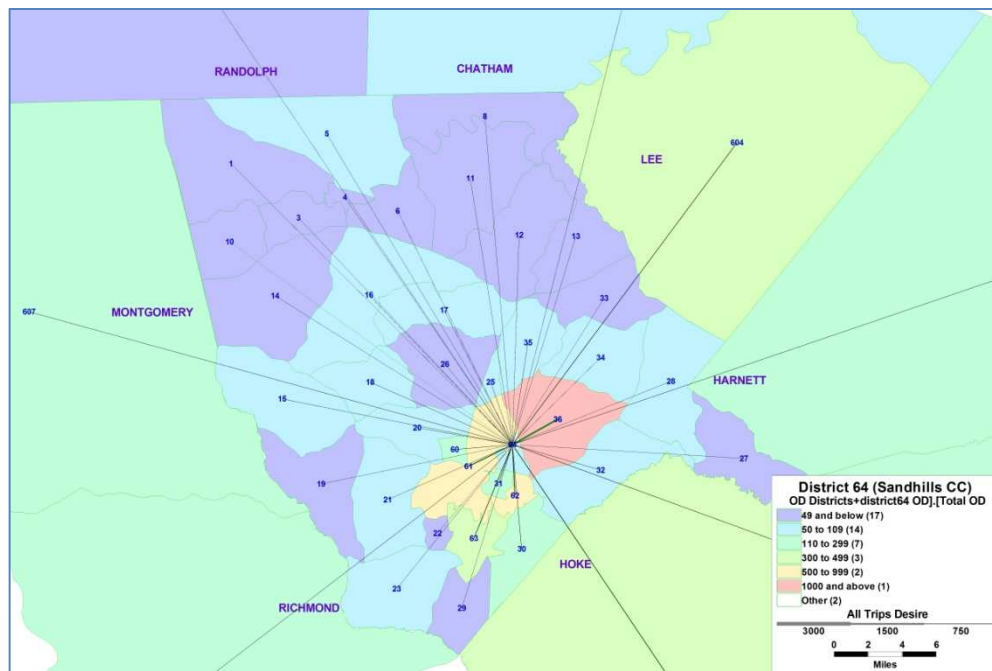 RANDOLPH
CHATHAM
8
5
604
LEE
1
11
4
3
6
12
13
10
14
16
33
607
MONTGOMERY
17
35
26
34
18
25
28
HARNETT
15
36
20
60
27
61
32
19
31
21
62
22
63
30
HOKE
23
RICHMOND
29
District 64 (Sandhills CC)
OD Districts+district64 OD].[Total OD
49 and below (17)
50 to 109 (14)
110 to 299 (7)
300 to 499 (3)
500 to 999 (2)
1000 and above (1)
Other (2)
All Trips Desire
3000 1500 750
0 2 4 6
Miles